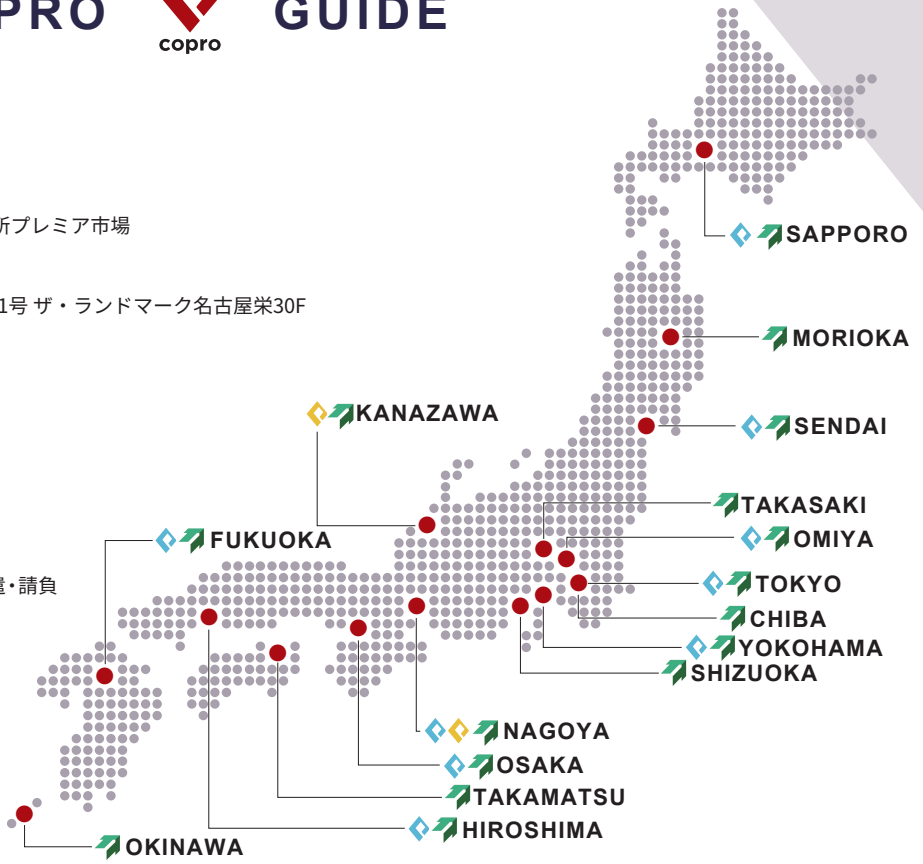 PRO
GUIDE
copro
所プレミア市場
1号 ザ・ランドマーク名古屋栄30F
・請負
SAPPORO
MORIOKA
KANAZAWA
SENDAI
TAKASAKI
FUKUOKA
OMIYA
TOKYO
CHIBA
YOKOHAMA
SHIZUOKA
NAGOYA
OSAKA
TAKAMATSU
HIROSHIMA
OKINAWA